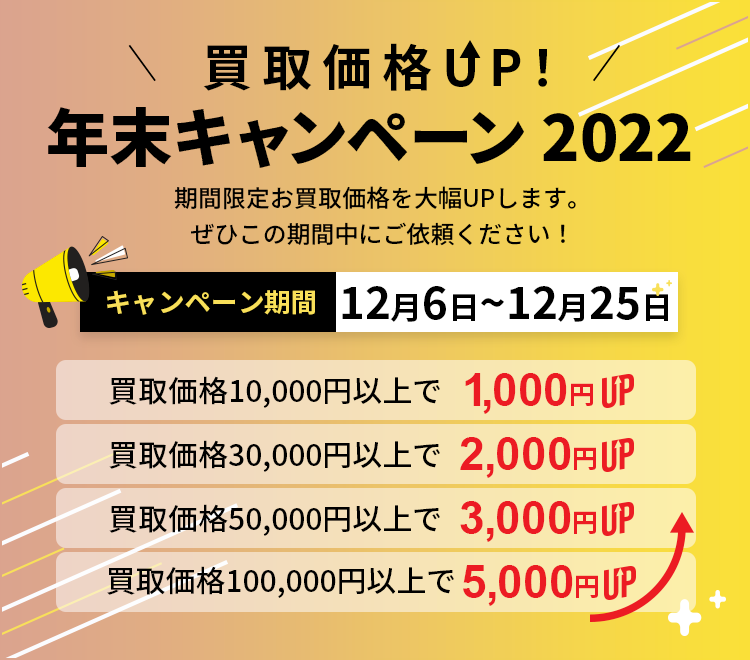 買取価格UP!
年末キャンペーン 2022
期間限定お買取価格を大幅UPします。
ぜひこの期間中にご依頼ください！
キャンペーン期間 12月6日~12月25日
買取価格10,000円以上で 1,000円UP
買取価格30,000円以上で 2,000円UP
買取価格50,000円以上で 3,000円UP
買取価格100,000円以上で 5,000円UP